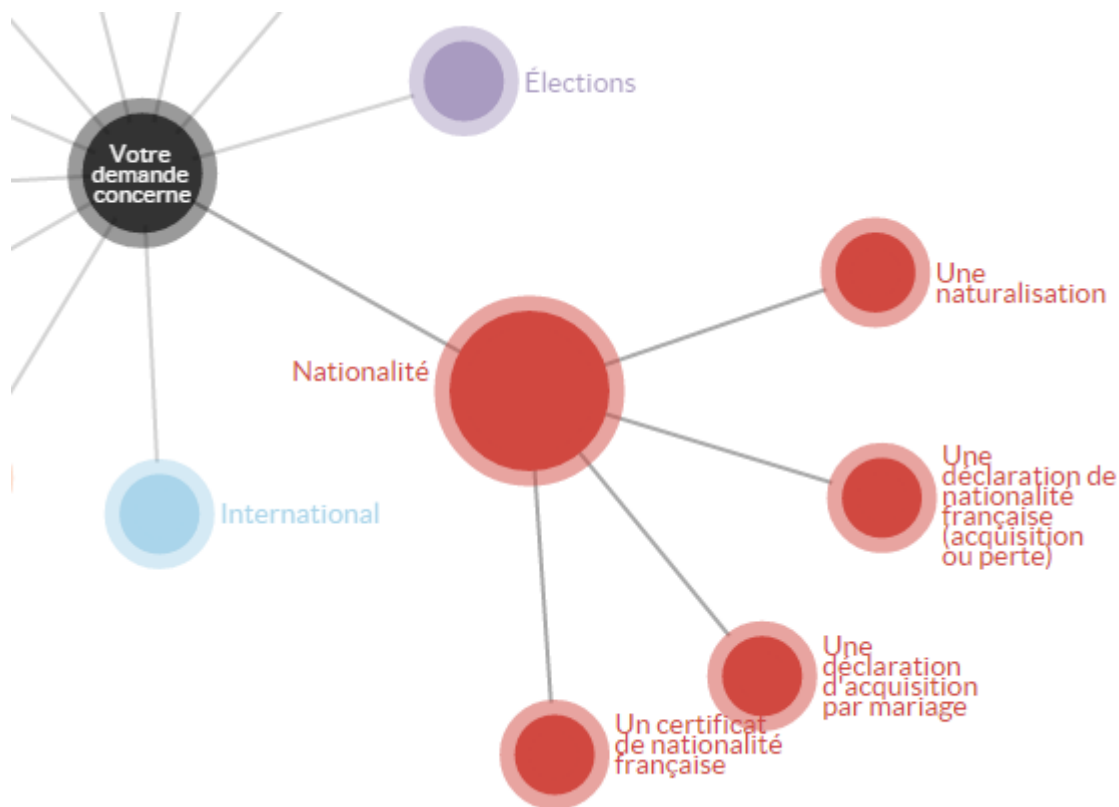 Élections
Votre
demande
concerne
Une
naturalisation
Nationalité
Une
déclaration de
nationalité
française
(acquisition
ou perte)
International
Une
déclaration
d'acquisition
par mariage
Un certificat
de nationalité
française